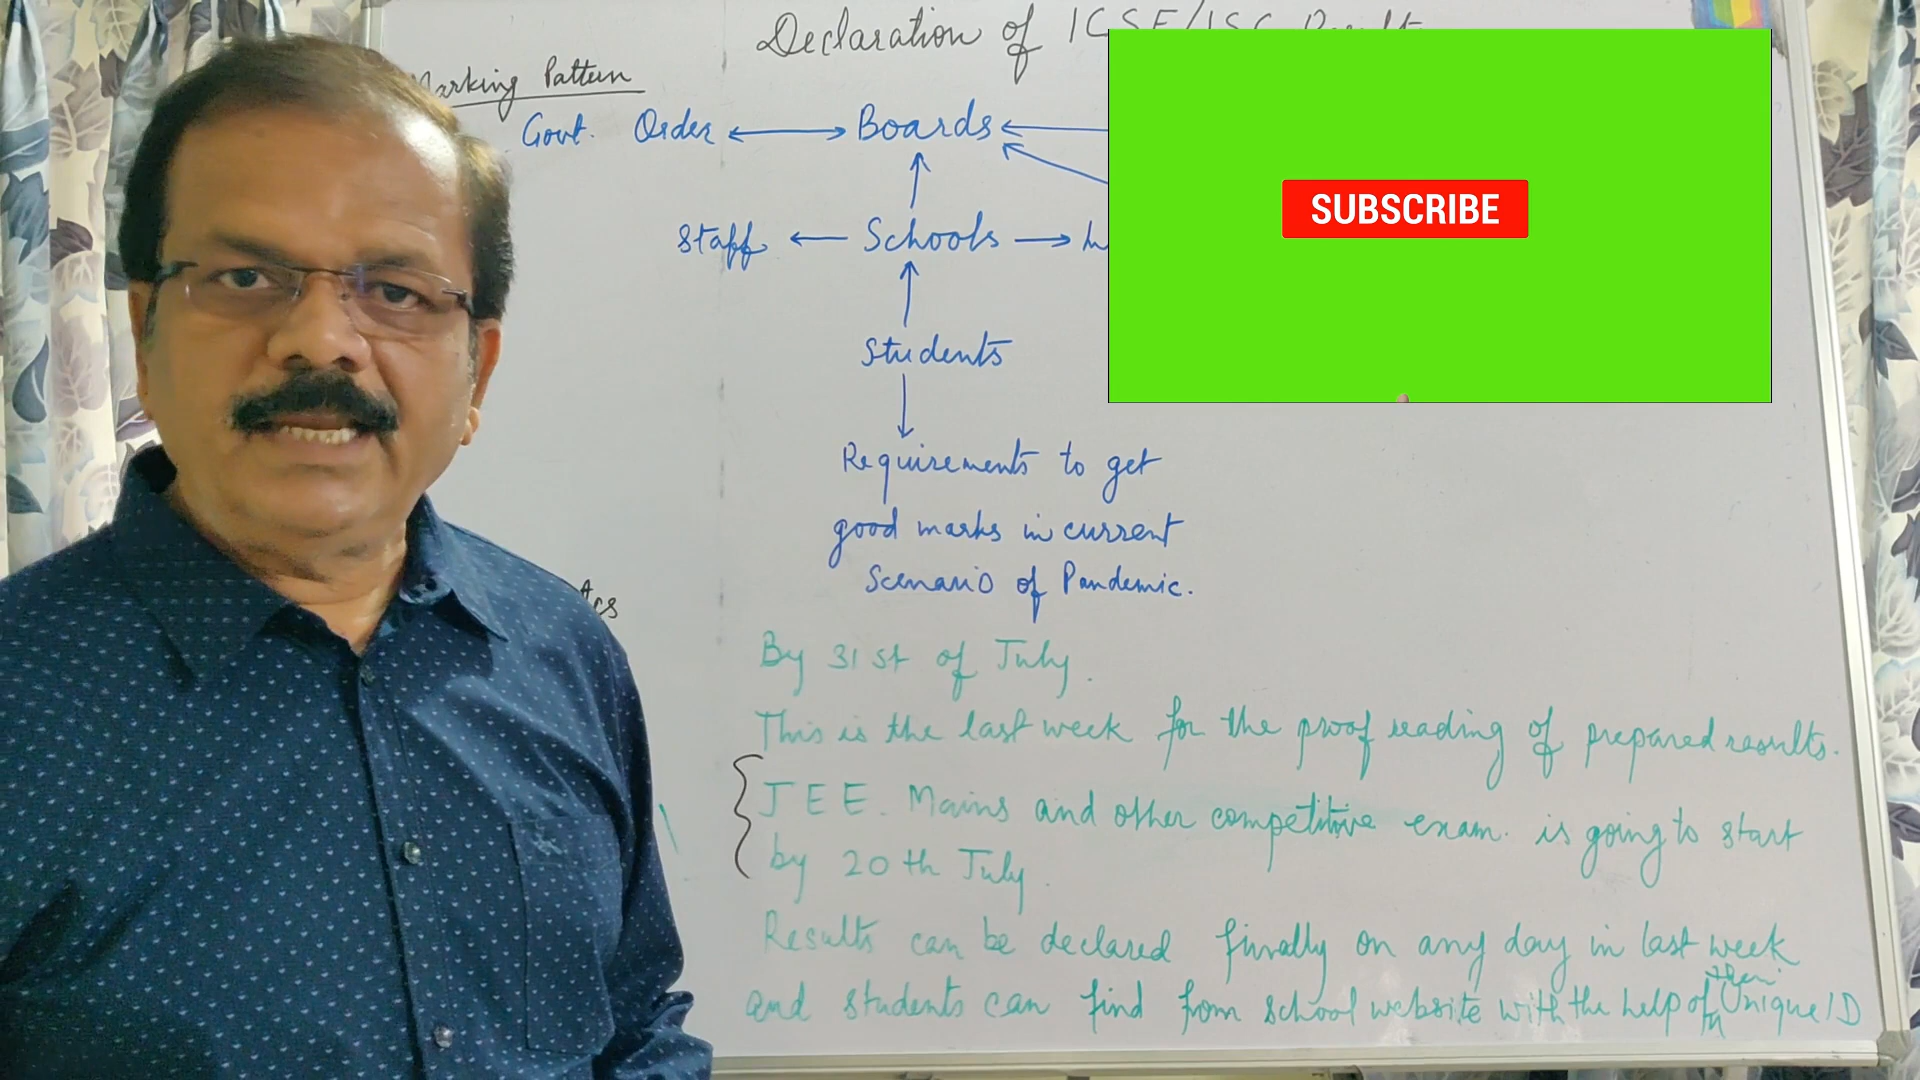 Declaration of ICSE/ISC Result
Marking Pattern
Govt. Order
Boards
SUBSCRIBE
Staff
Schools
Students
Requirements to get
good marks in current
Scenario of Pandemic.
By 31st of July.
This is the last week for the proof reading of prepared results.
JEE. Mains and other competitive exam. is going to start
by 20th July.
Results can be declared finally on any day in last week
and students can find from school website with the help of their Unique ID